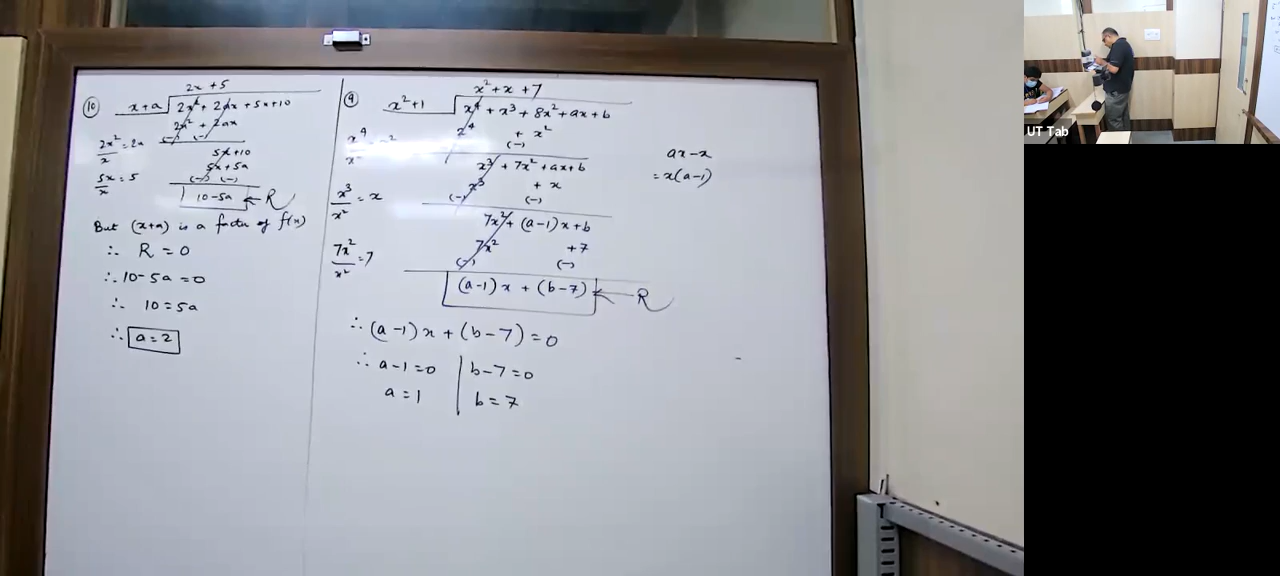 ⑩
2x + 5
x+a 2x² + 2ax + 5x + 10
2x² + 2ax
(-) (-)
2x²/x = 2x
5x + 10
5x + 5a
(-) (-)
5x/x = 5
10 - 5a ← R
But (x+a) is a factor of f(x)
∴ R = 0
∴ 10 - 5a = 0
∴ 10 = 5a
∴ a = 2
⑨
x² + x + 7
x² + 1 x⁴ + x³ + 8x² + ax + b
x⁴ + x²
(-)
x³ + 7x² + ax + b
x³ + x
(-) (-)
x³/x² = x
7x² + (a-1)x + b
7x² + 7
(-) (-)
7x²/x² = 7
(a-1)x + (b-7) ← R
∴ (a-1)x + (b-7) = 0
∴ a-1 = 0 | b-7 = 0
a = 1 | b = 7
ax - x
= x(a-1)
UT Tab